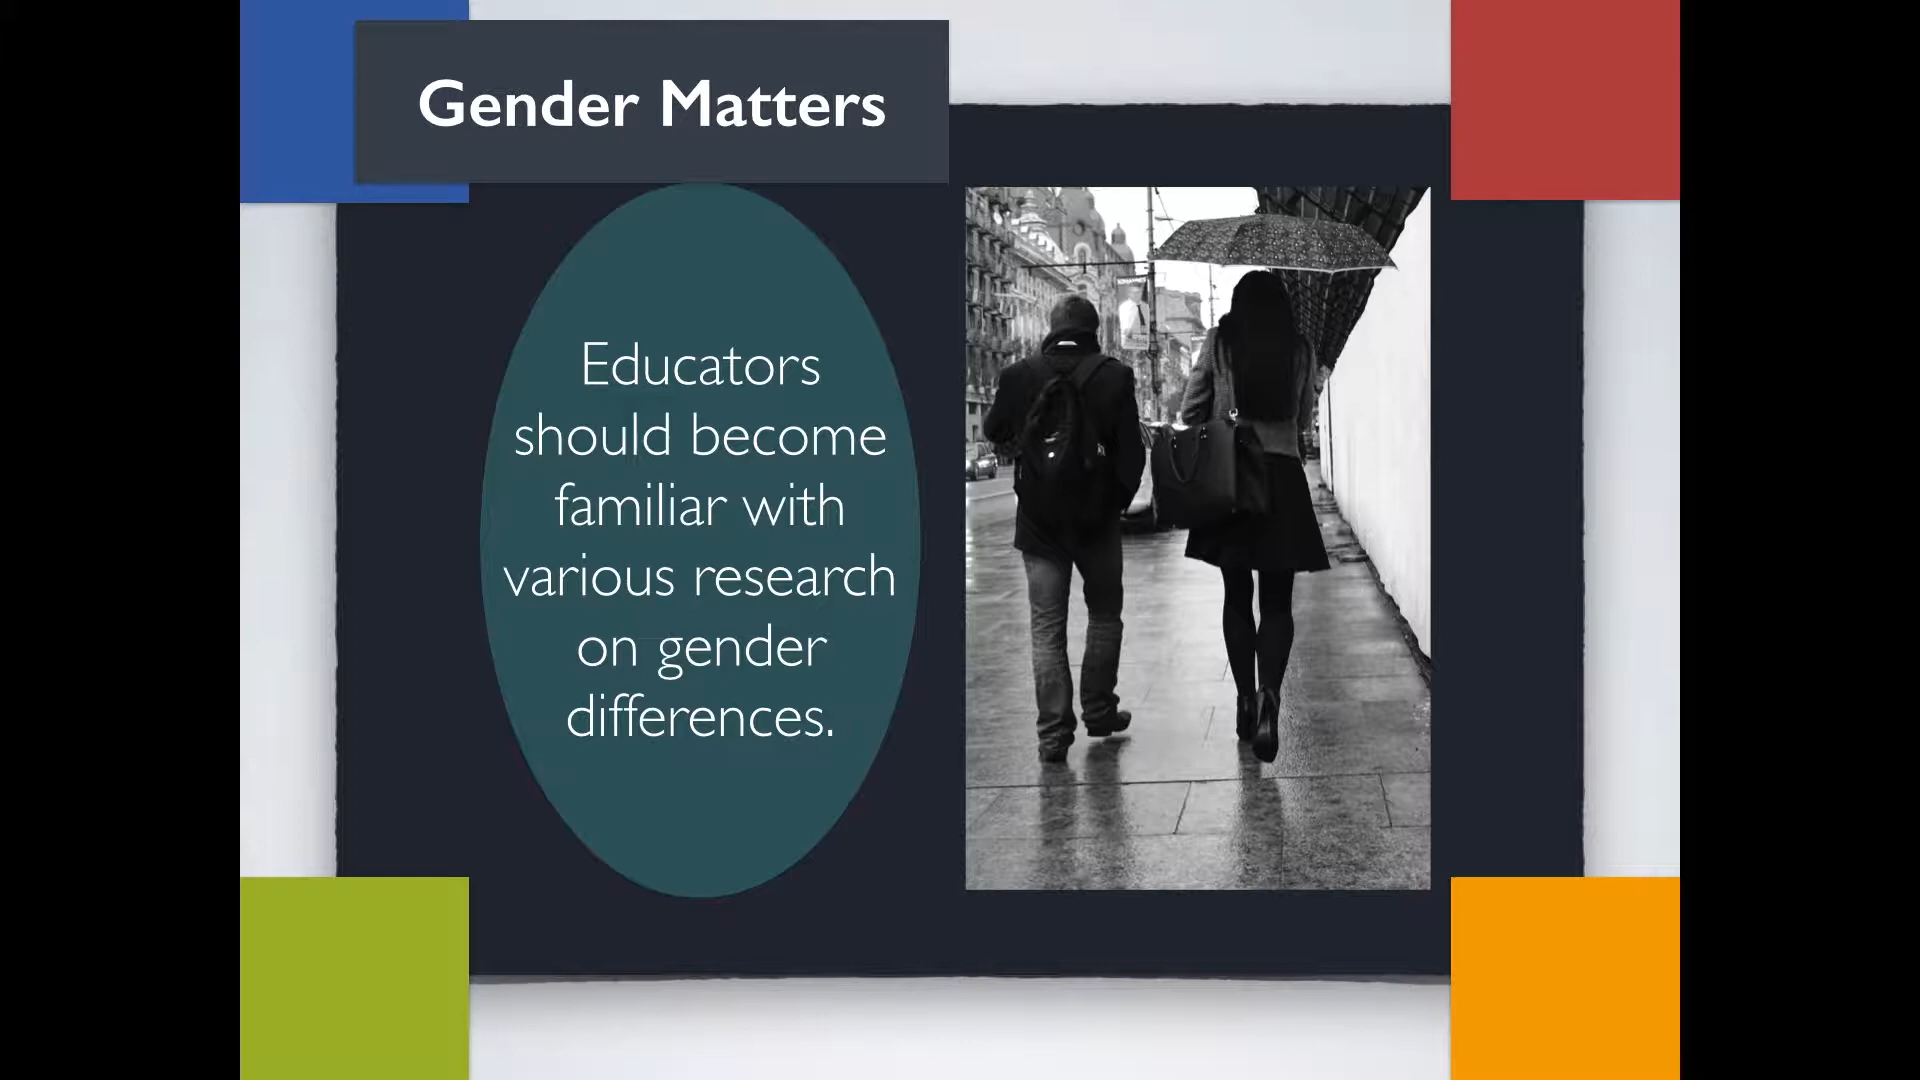 Gender Matters
Educators
should become
familiar with
various research
on gender
differences.